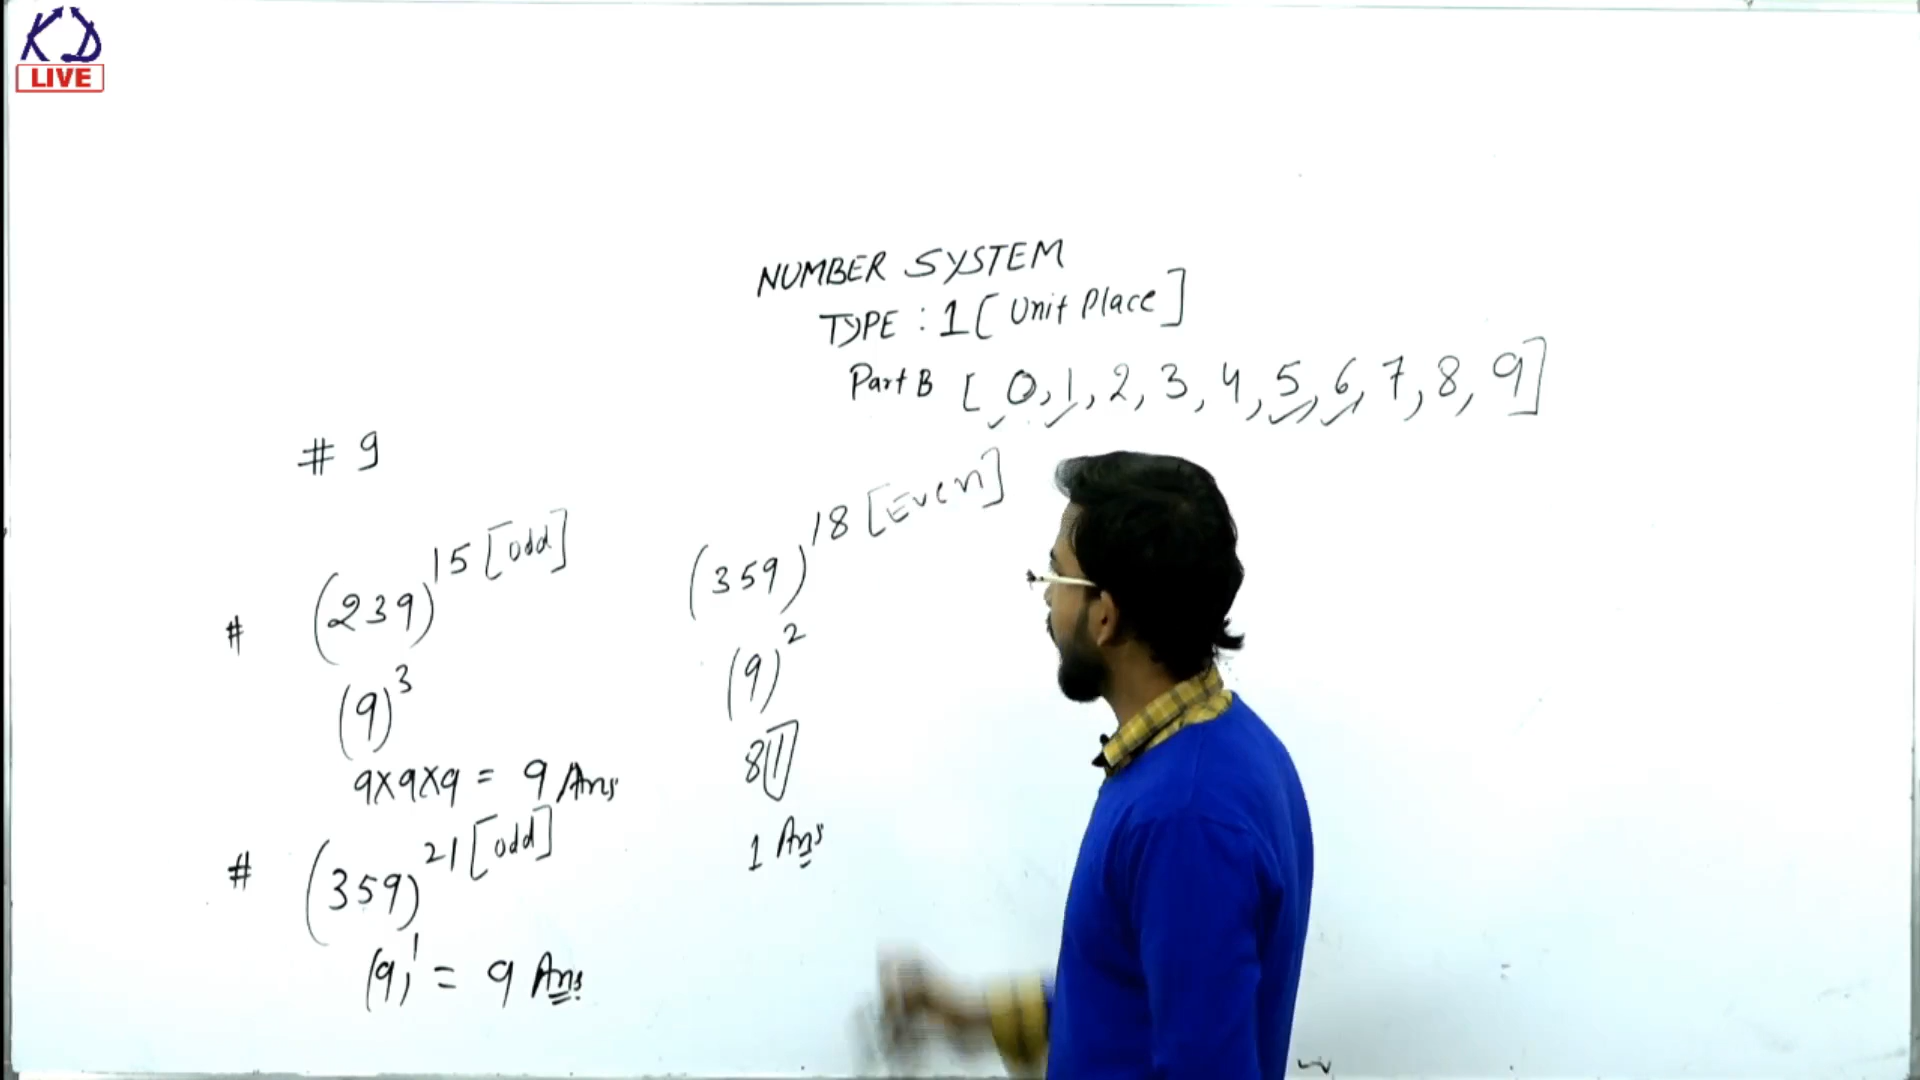 KD
LIVE
NUMBER SYSTEM
TYPE : 1 [ Unit Place ]
Part B [ 0, 1, 2, 3, 4, 5, 6, 7, 8, 9 ]
# 9
# (239)^15 [odd]
(9)^3
9x9x9 = 9 Ans
# (359)^21 [odd]
(9)^1 = 9 Ans
(359)^18 [Even]
(9)^2
81
1 Ans